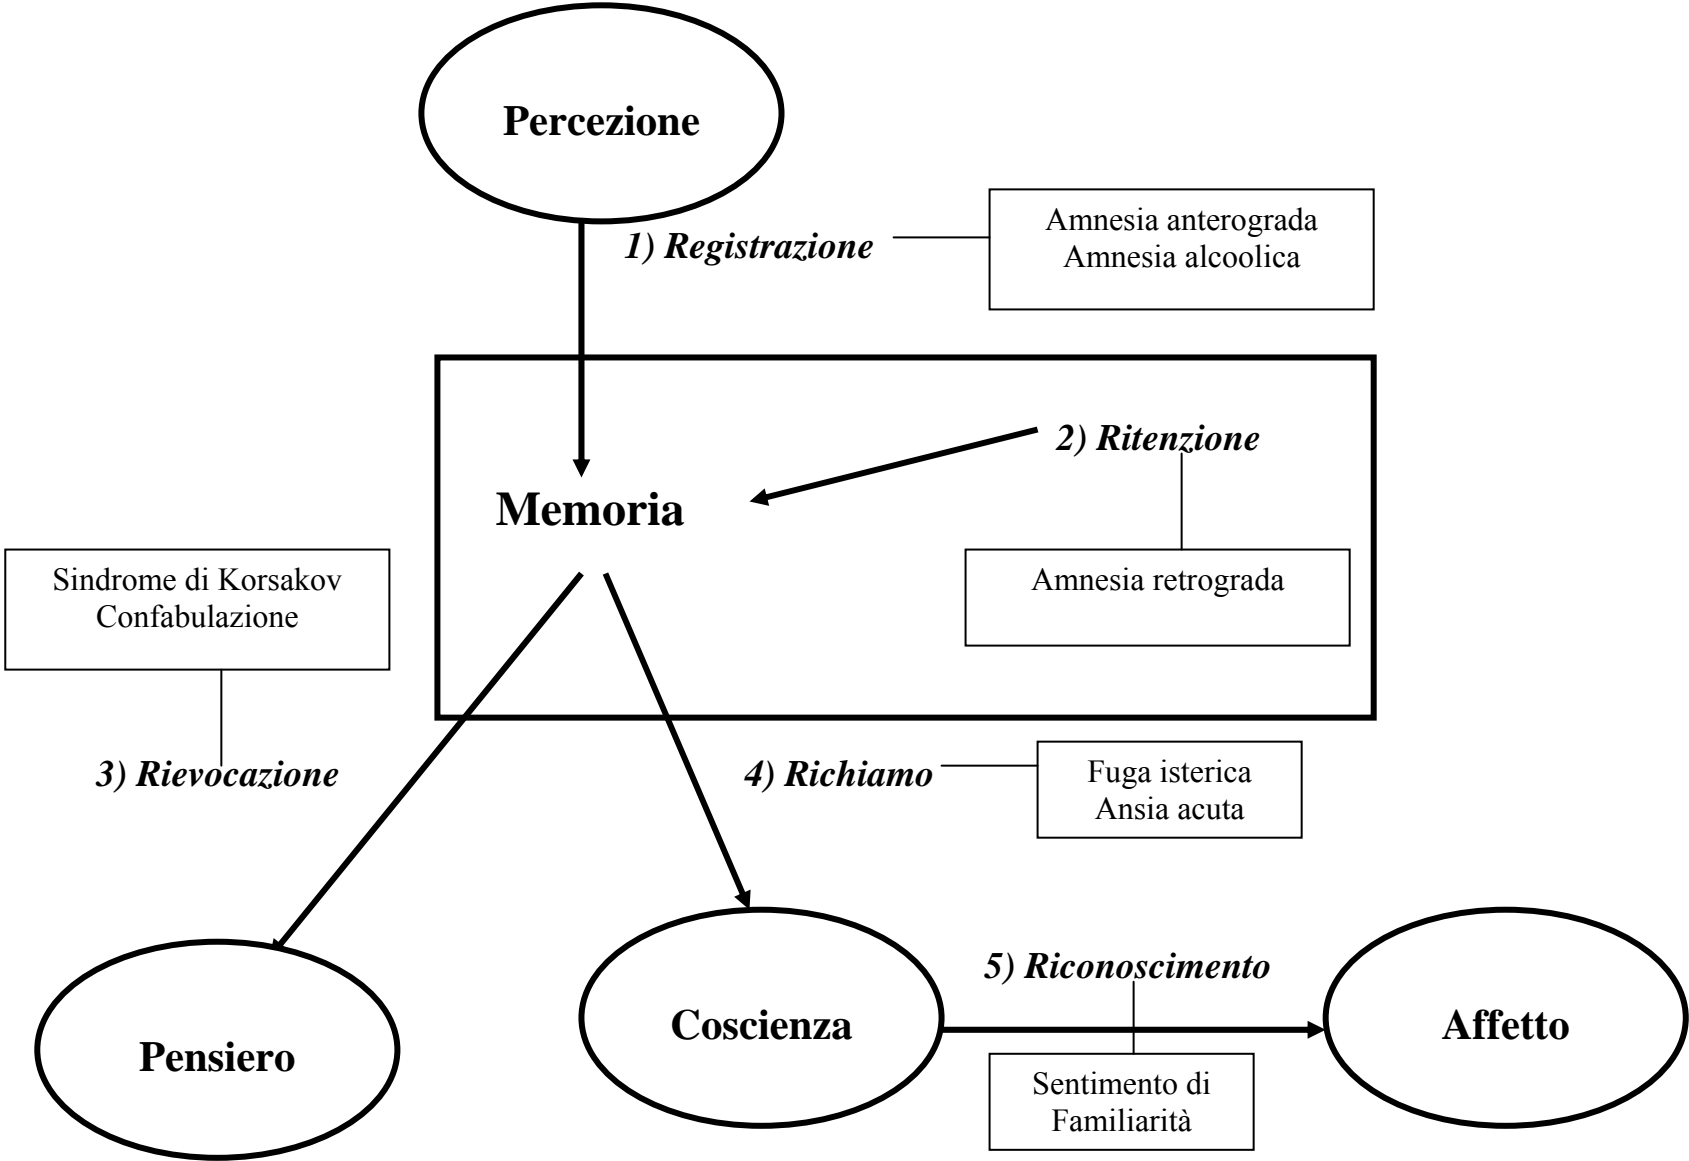 Percezione
1) Registrazione
Amnesia anterograda
Amnesia alcoolica
2) Ritenzione
Memoria
Amnesia retrograda
Sindrome di Korsakov
Confabulazione
3) Rievocazione
4) Richiamo
Fuga isterica
Ansia acuta
5) Riconoscimento
Pensiero
Coscienza
Affetto
Sentimento di
Familiarità